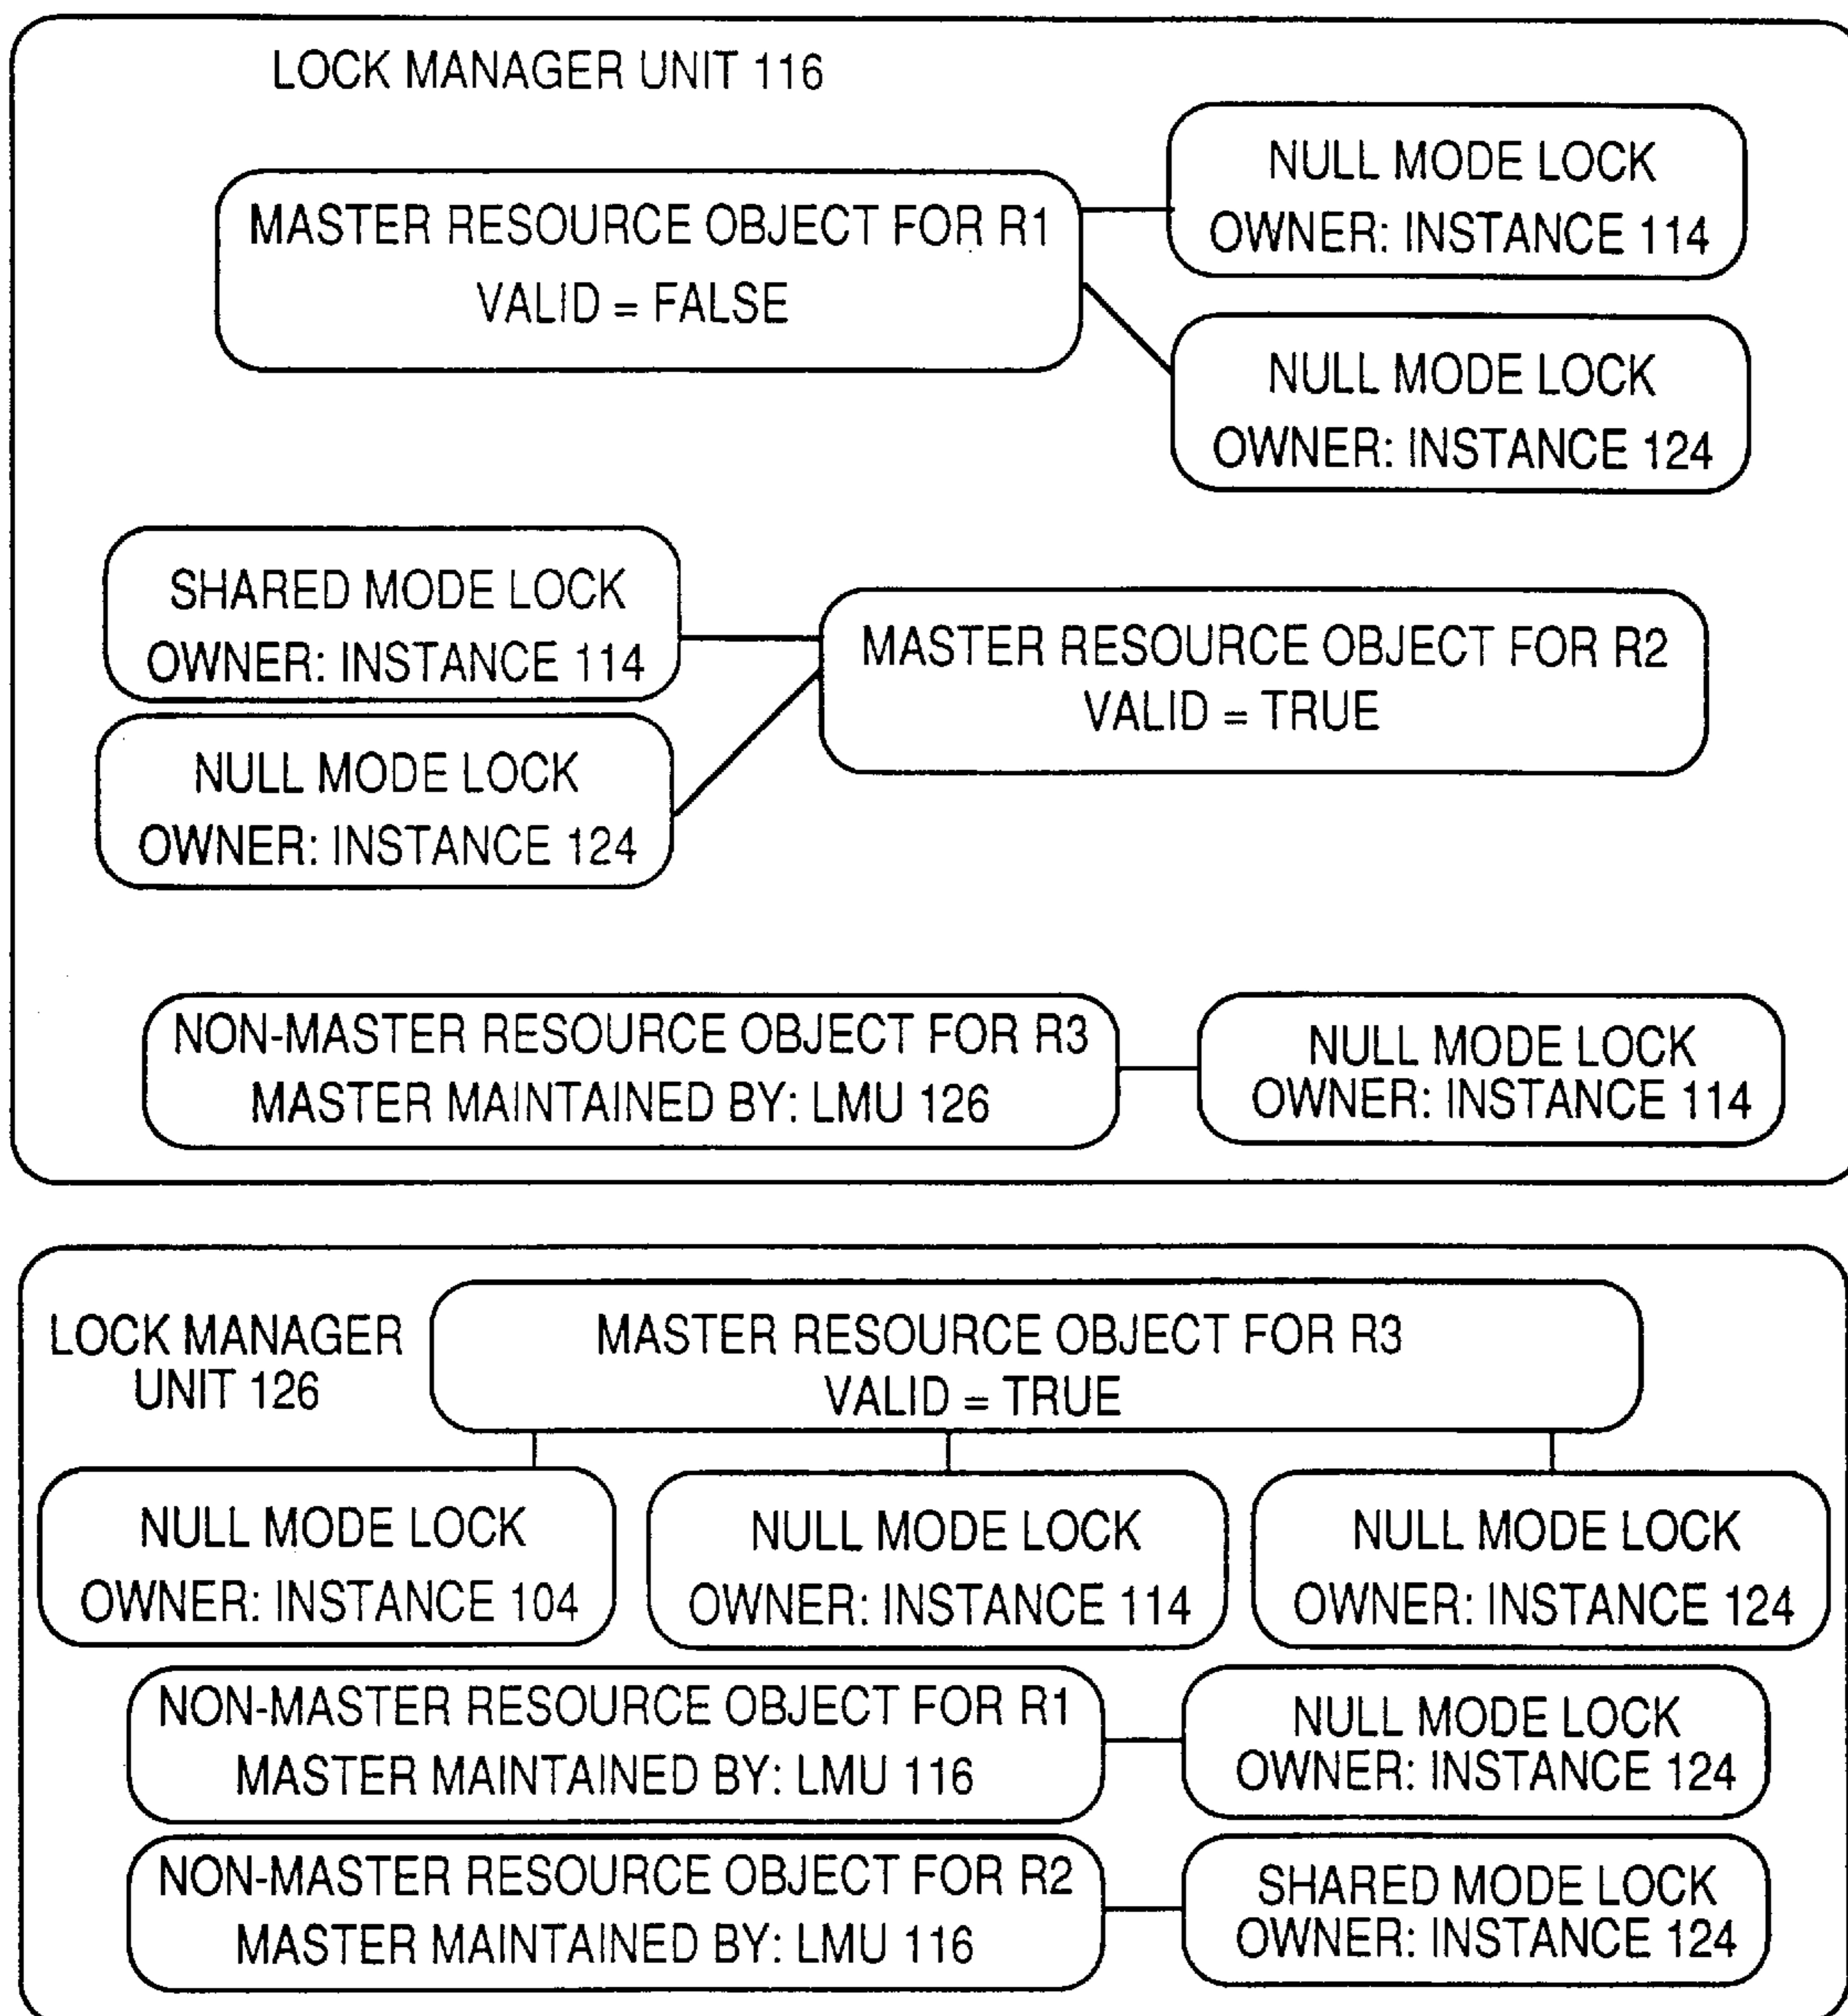 LOCK MANAGER UNIT 116
MASTER RESOURCE OBJECT FOR R1
VALID = FALSE
NULL MODE LOCK
OWNER: INSTANCE 114
NULL MODE LOCK
OWNER: INSTANCE 124
SHARED MODE LOCK
OWNER: INSTANCE 114
NULL MODE LOCK
OWNER: INSTANCE 124
MASTER RESOURCE OBJECT FOR R2
VALID = TRUE
NON-MASTER RESOURCE OBJECT FOR R3
MASTER MAINTAINED BY: LMU 126
NULL MODE LOCK
OWNER: INSTANCE 114
LOCK MANAGER
UNIT 126
MASTER RESOURCE OBJECT FOR R3
VALID = TRUE
NULL MODE LOCK
OWNER: INSTANCE 104
NULL MODE LOCK
OWNER: INSTANCE 114
NULL MODE LOCK
OWNER: INSTANCE 124
NON-MASTER RESOURCE OBJECT FOR R1
MASTER MAINTAINED BY: LMU 116
NULL MODE LOCK
OWNER: INSTANCE 124
NON-MASTER RESOURCE OBJECT FOR R2
MASTER MAINTAINED BY: LMU 116
SHARED MODE LOCK
OWNER: INSTANCE 124